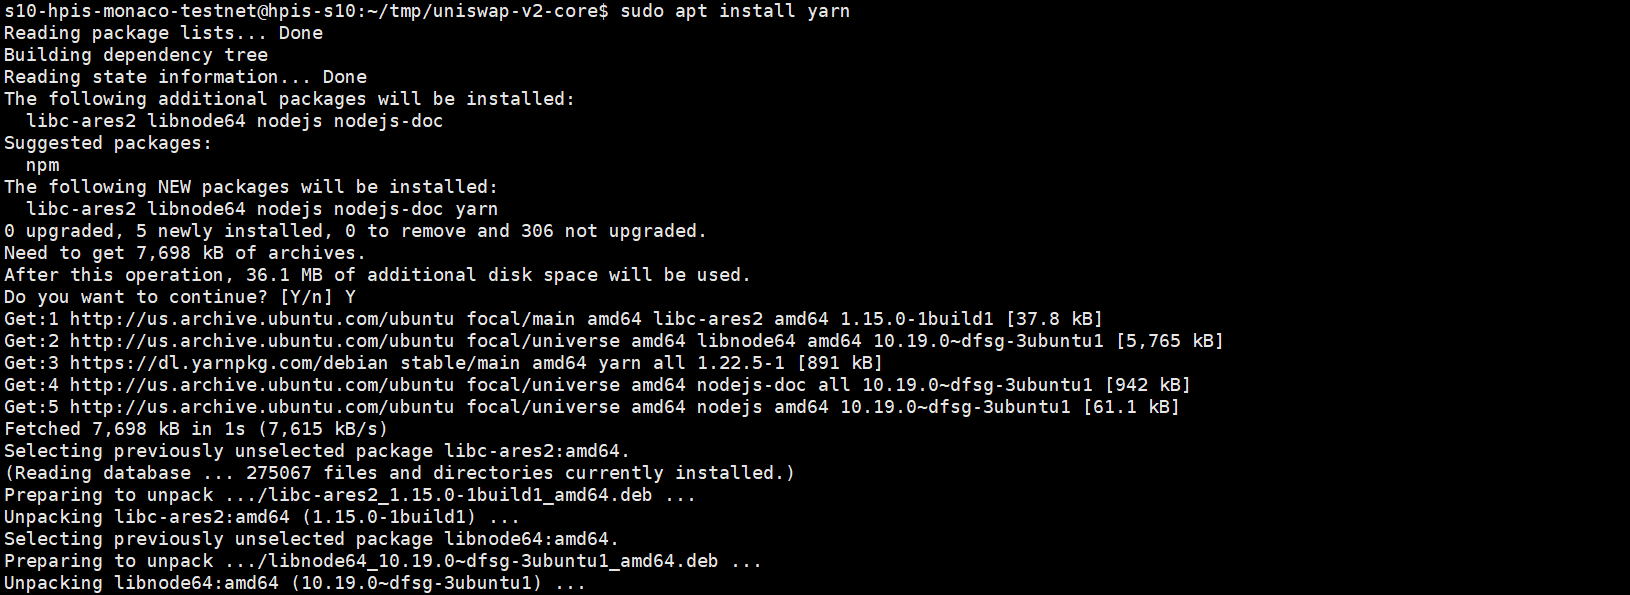 s10-hpis-monaco-testnet@hpis-s10:~/tmp/uniswap-v2-core$ sudo apt install yarn
Reading package lists... Done
Building dependency tree
Reading state information... Done
The following additional packages will be installed:
  libc-ares2 libnode64 nodejs nodejs-doc
Suggested packages:
  npm
The following NEW packages will be installed:
  libc-ares2 libnode64 nodejs nodejs-doc yarn
0 upgraded, 5 newly installed, 0 to remove and 306 not upgraded.
Need to get 7,698 kB of archives.
After this operation, 36.1 MB of additional disk space will be used.
Do you want to continue? [Y/n] Y
Get:1 http://us.archive.ubuntu.com/ubuntu focal/main amd64 libc-ares2 amd64 1.15.0-1build1 [37.8 kB]
Get:2 http://us.archive.ubuntu.com/ubuntu focal/universe amd64 libnode64 amd64 10.19.0~dfsg-3ubuntu1 [5,765 kB]
Get:3 https://dl.yarnpkg.com/debian stable/main amd64 yarn all 1.22.5-1 [891 kB]
Get:4 http://us.archive.ubuntu.com/ubuntu focal/universe amd64 nodejs-doc all 10.19.0~dfsg-3ubuntu1 [942 kB]
Get:5 http://us.archive.ubuntu.com/ubuntu focal/universe amd64 nodejs amd64 10.19.0~dfsg-3ubuntu1 [61.1 kB]
Fetched 7,698 kB in 1s (7,615 kB/s)
Selecting previously unselected package libc-ares2:amd64.
(Reading database ... 275067 files and directories currently installed.)
Preparing to unpack .../libc-ares2_1.15.0-1build1_amd64.deb ...
Unpacking libc-ares2:amd64 (1.15.0-1build1) ...
Selecting previously unselected package libnode64:amd64.
Preparing to unpack .../libnode64_10.19.0~dfsg-3ubuntu1_amd64.deb ...
Unpacking libnode64:amd64 (10.19.0~dfsg-3ubuntu1) ...